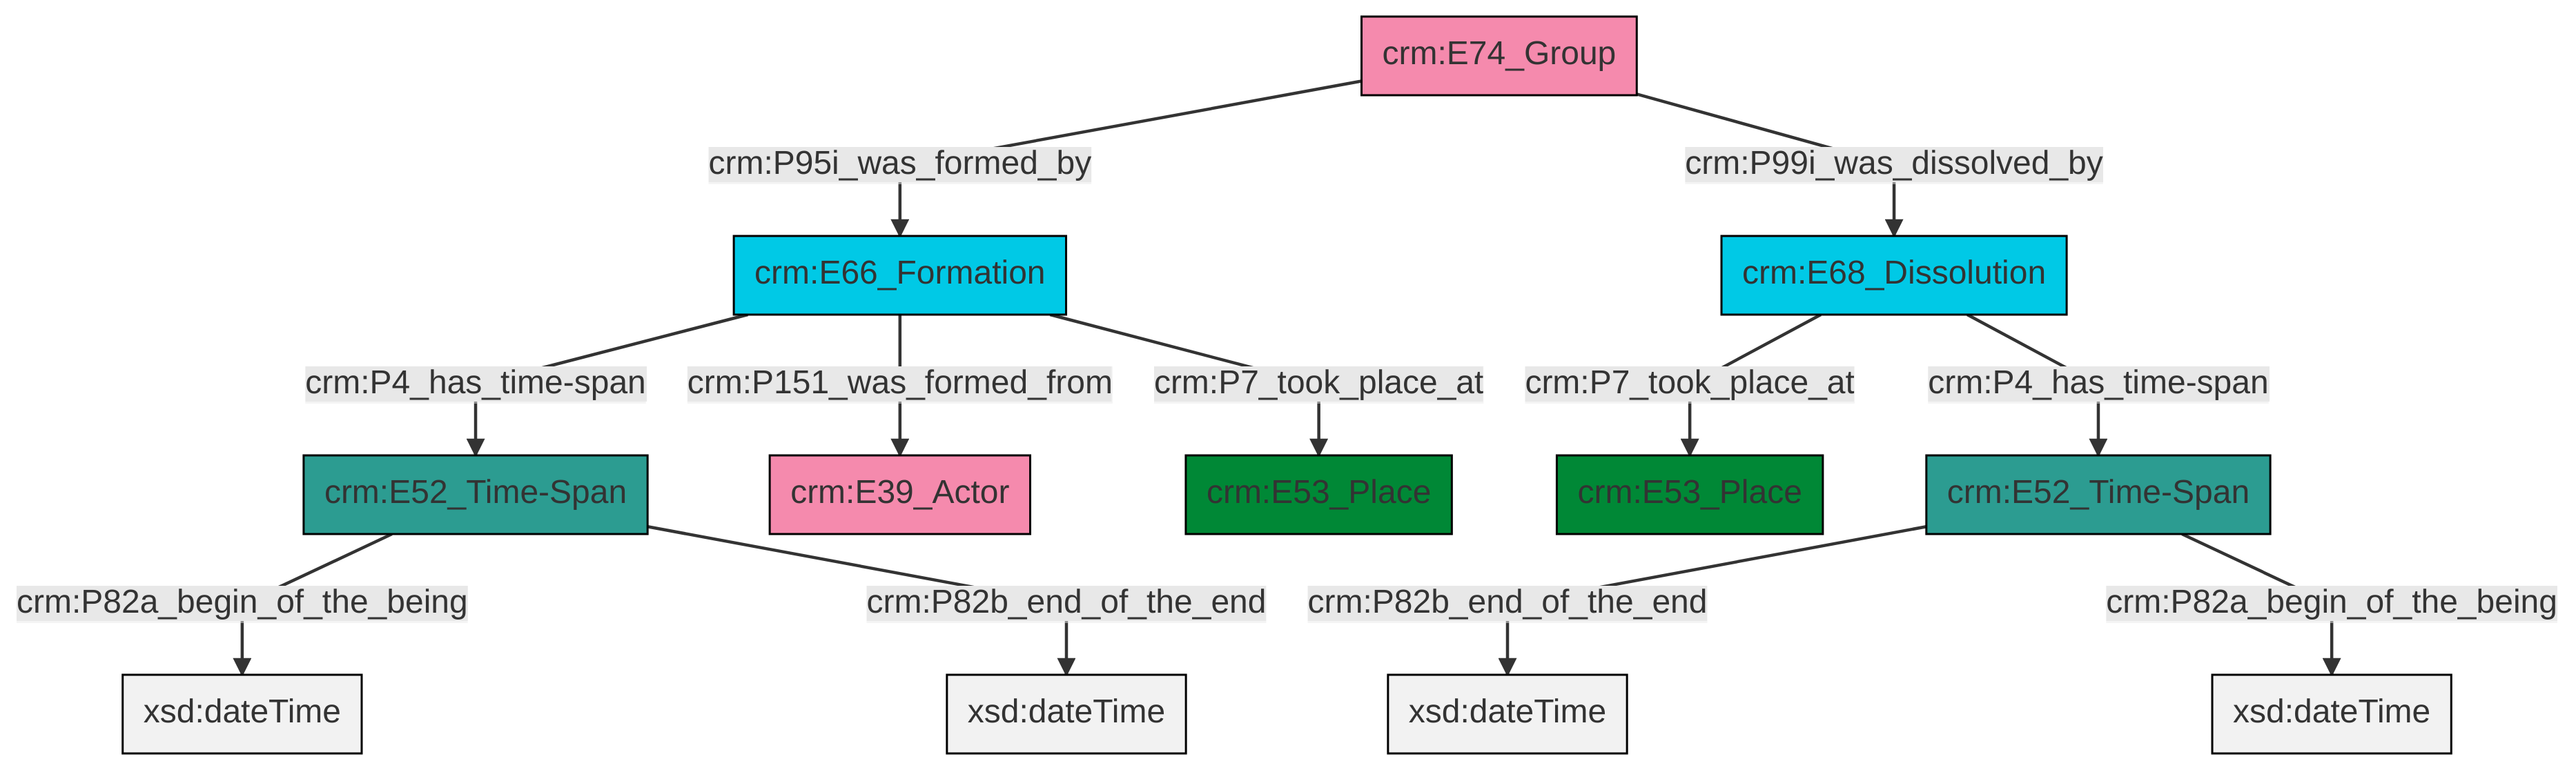 crm:E74_Group
crm:P95i_was_formed_by
crm:P99i_was_dissolved_by
crm:E66_Formation
crm:E68_Dissolution
crm:P4_has_time-span
crm:P151_was_formed_from
crm:P7_took_place_at
crm:P7_took_place_at
crm:P4_has_time-span
crm:E52_Time-Span
crm:E39_Actor
crm:E53_Place
crm:E53_Place
crm:E52_Time-Span
crm:P82a_begin_of_the_being
crm:P82b_end_of_the_end
crm:P82b_end_of_the_end
crm:P82a_begin_of_the_being
xsd:dateTime
xsd:dateTime
xsd:dateTime
xsd:dateTime